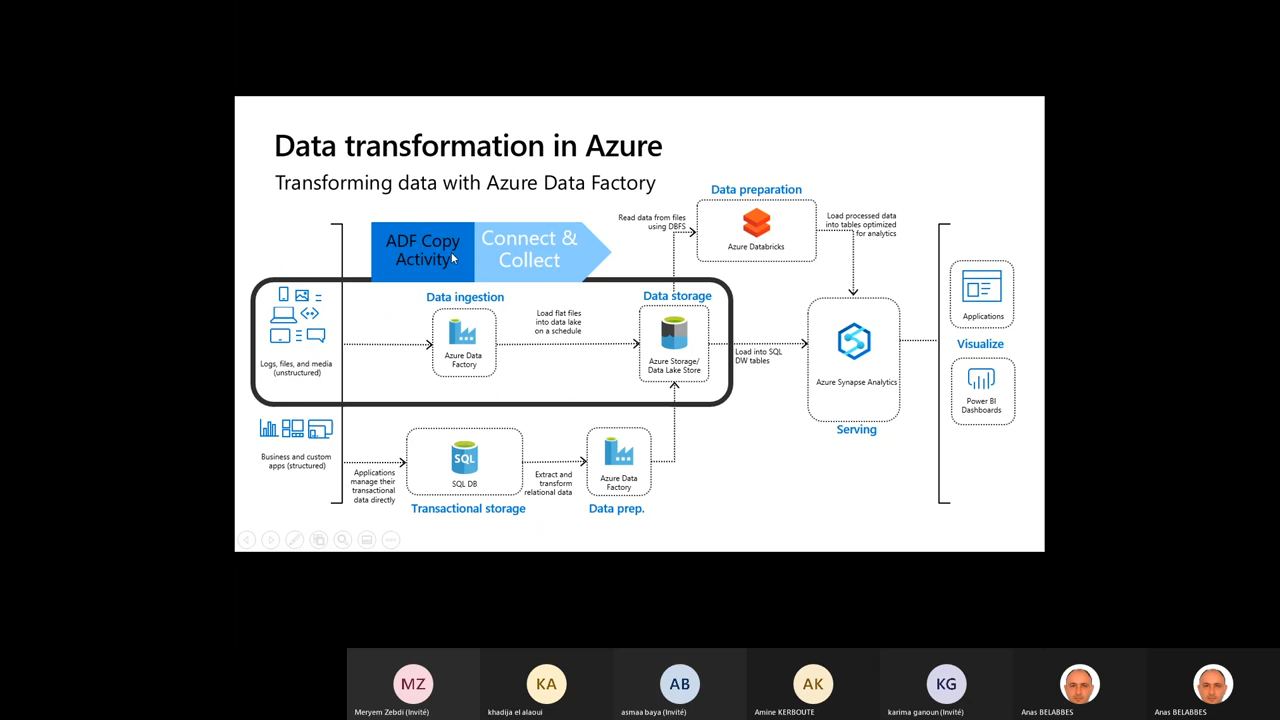 Data transformation in Azure
Transforming data with Azure Data Factory
Data preparation
Read data from files
using DBFS
Azure Databricks
Load processed data
into tables optimized
for analytics
ADF Copy
Activity
Connect &
Collect
Logs, files, and media
(unstructured)
Data ingestion
Azure Data
Factory
Load flat files
into data lake
on a schedule
Data storage
Azure Storage/
Data Lake Store
Load into SQL
DW tables
Azure Synapse Analytics
Serving
Applications
Visualize
Power BI
Dashboards
Business and custom
apps (structured)
Applications
manage their
transactional
data directly
SQL
SQL DB
Transactional storage
Extract and
transform
relational data
Azure Data
Factory
Data prep.
MZ
Meryem Zebdi (Invité)
KA
khadija el alaoui
AB
asmaa baya (Invité)
AK
Amine KERBOUTE
KG
karima ganoun (Invité)
Anas BELABBES
Anas BELABBES